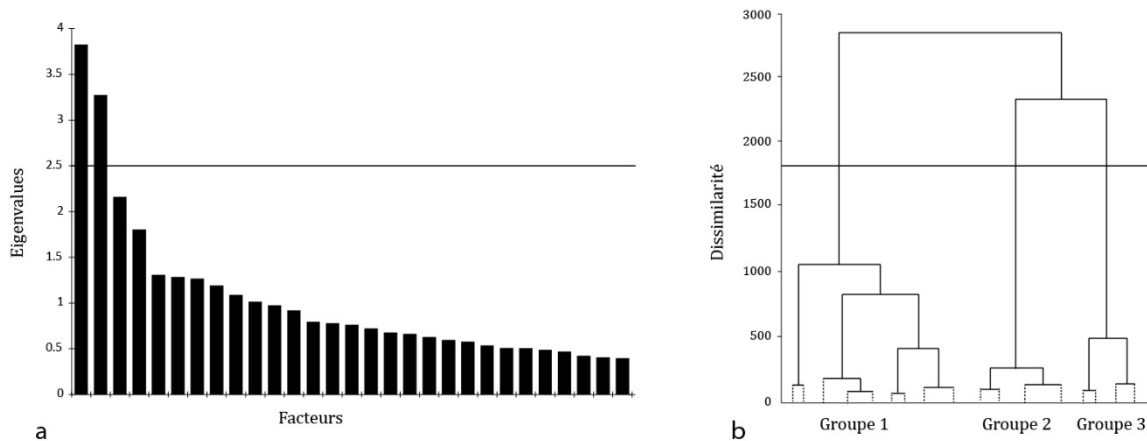 4
3.5
3
2.5
2
1.5
1
0.5
0
Eigenvalues
Facteurs
a
3000
2500
2000
1500
1000
500
0
Dissimilarité
Groupe 1
Groupe 2
Groupe 3
b